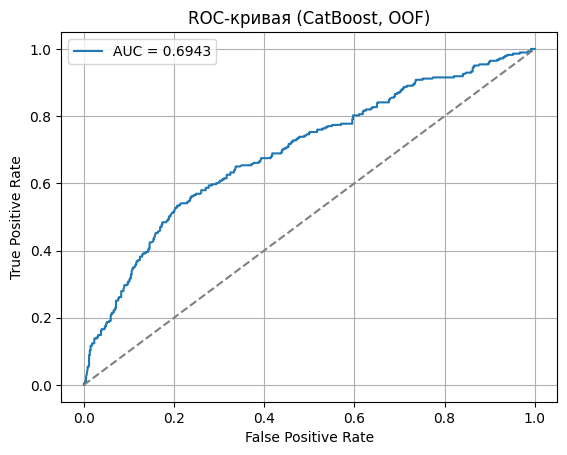 ROC-кривая (CatBoost, OOF)
AUC = 0.6943
1.0
0.8
0.6
0.4
0.2
0.0
True Positive Rate
0.0 0.2 0.4 0.6 0.8 1.0
False Positive Rate